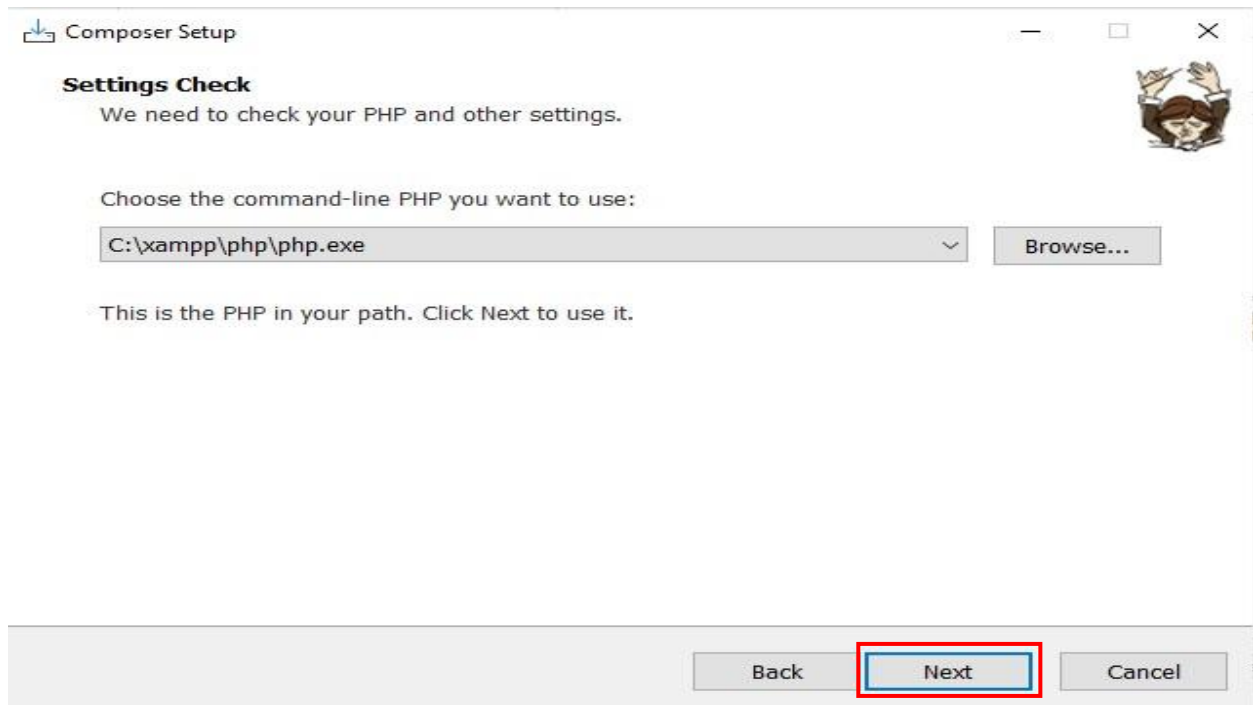 Composer Setup
Settings Check
We need to check your PHP and other settings.
Choose the command-line PHP you want to use:
C:\xampp\php\php.exe
Browse...
This is the PHP in your path. Click Next to use it.
Back
Next
Cancel